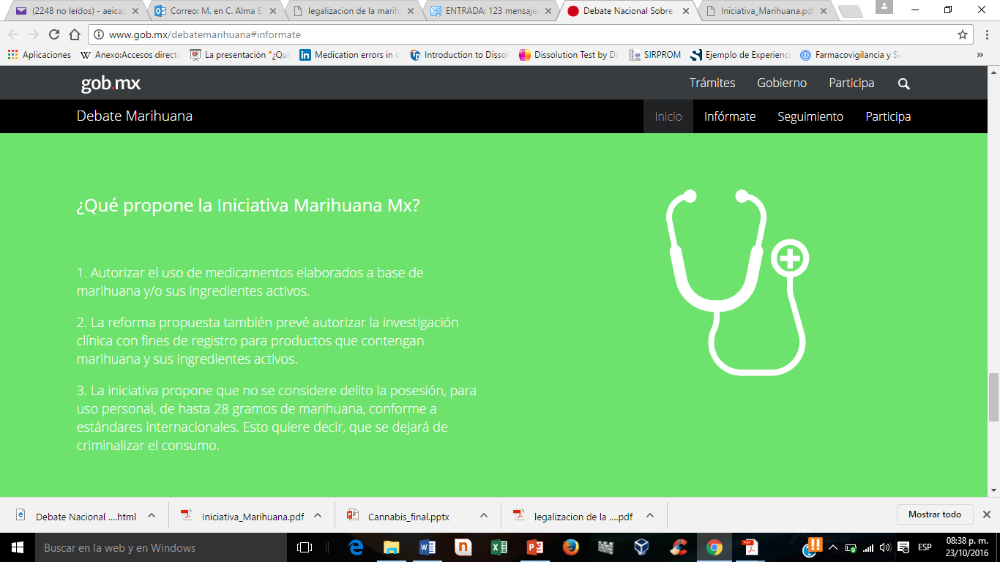 (2248 no leídos) - aeicaz
Correo: M. en C. Alma E
legalizacion de la marih
ENTRADA: 123 mensaje
Debate Nacional Sobre
Iniciativa_Marihuana.pdf
www.gob.mx/debatemarihuana#informate
Aplicaciones
Anexo:Accesos directo
La presentación "¿Que
Medication errors in c
Introduction to Dissol
Dissolution Test by Dr
SIRPROM
Ejemplo de Experienc
Farmacovigilancia y Se
»
gob.mx
Trámites Gobierno Participa
Debate Marihuana
Inicio Infórmate Seguimiento Participa
¿Qué propone la Iniciativa Marihuana Mx?
1. Autorizar el uso de medicamentos elaborados a base de
marihuana y/o sus ingredientes activos.
2. La reforma propuesta también prevé autorizar la investigación
clínica con fines de registro para productos que contengan
marihuana y sus ingredientes activos.
3. La iniciativa propone que no se considere delito la posesión, para
uso personal, de hasta 28 gramos de marihuana, conforme a
estándares internacionales. Esto quiere decir, que se dejará de
criminalizar el consumo.
Debate Nacional ....html
Iniciativa_Marihuana.pdf
Cannabis_final.pptx
legalizacion de la ....pdf
Mostrar todo
Buscar en la web y en Windows
ESP
08:38 p. m.
23/10/2016